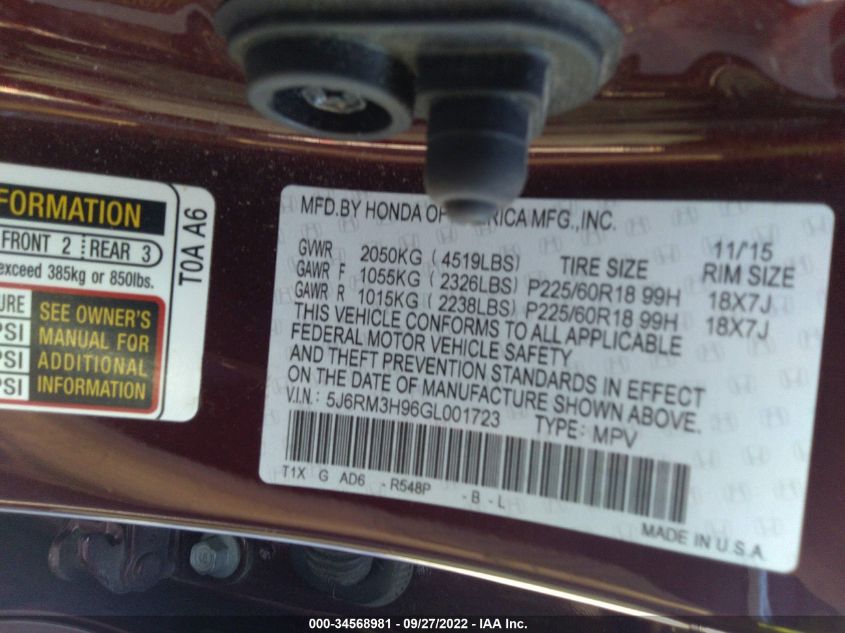 FORMATION
FRONT 2 REAR 3
exceed 385kg or 850lbs.
SEE OWNER'S
MANUAL FOR
ADDITIONAL
INFORMATION
URE
PSI
PSI
PSI
T0A A6
MFD.BY HONDA OF ERICA MFG.,INC.
11/'15
GVWR 2050KG (4519LBS) TIRE SIZE RIM SIZE
GAWR F 1055KG (2326LBS) P225/60R18 99H 18X7J
GAWR R 1015KG (2238LBS) P225/60R18 99H 18X7J
THIS VEHICLE CONFORMS TO ALL APPLICABLE
FEDERAL MOTOR VEHICLE SAFETY
AND THEFT PREVENTION STANDARDS IN EFFECT
ON THE DATE OF MANUFACTURE SHOWN ABOVE.
V.I.N.: 5J6RM3H96GL001723 TYPE: MPV
T1X G AD6 - R548P - B - L
MADE IN U.S.A.
000-34568981 / 09/27/2022 - IAA Inc.